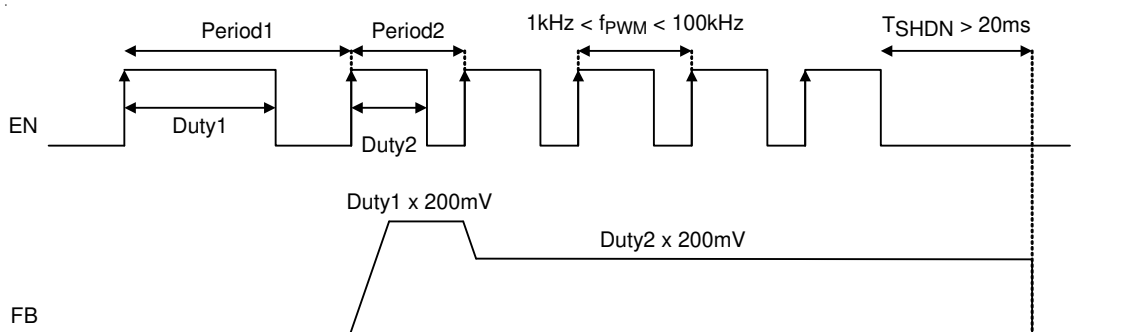 Period1
Period2
1kHz < fPWM < 100kHz
TSHDN > 20ms
EN
Duty1
Duty2
Duty1 x 200mV
Duty2 x 200mV
FB